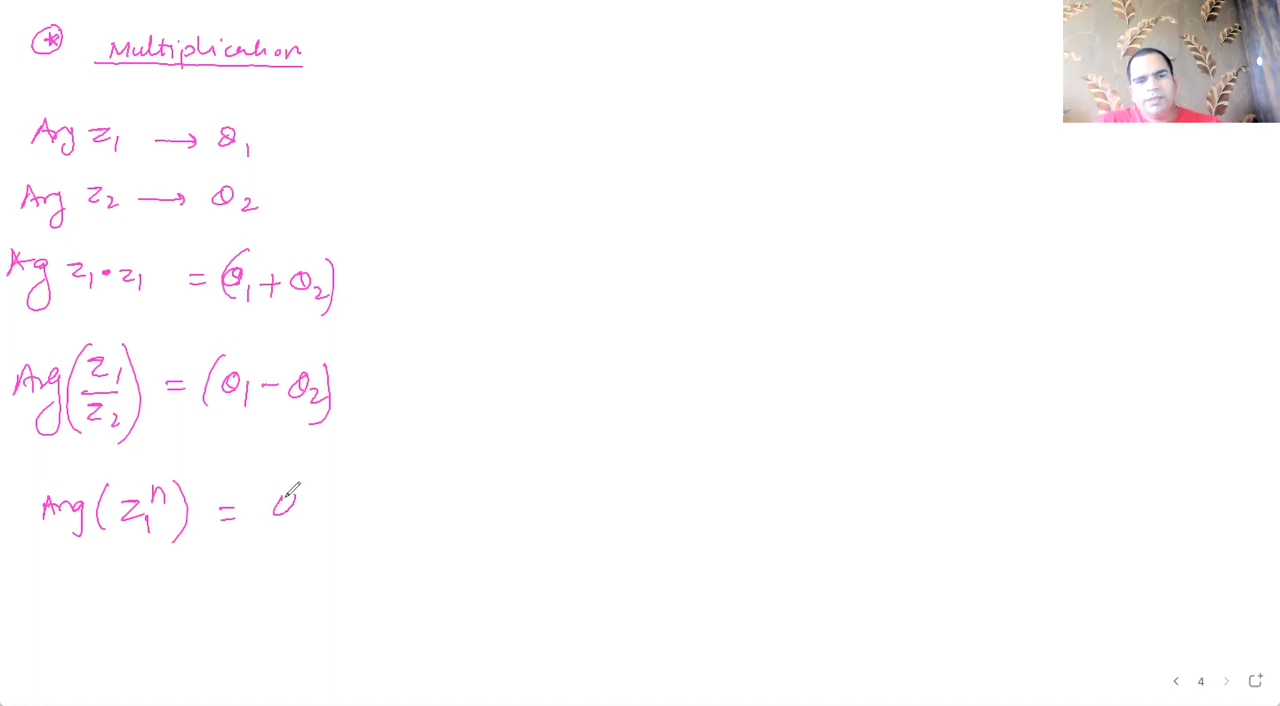 * Multiplication
Arg z₁ → θ₁
Arg z₂ → θ₂
Arg z₁ • z₁ = (θ₁ + θ₂)
Arg(z₁/z₂) = (θ₁ − θ₂)
Arg(z₁ⁿ) = θ
< 4 >